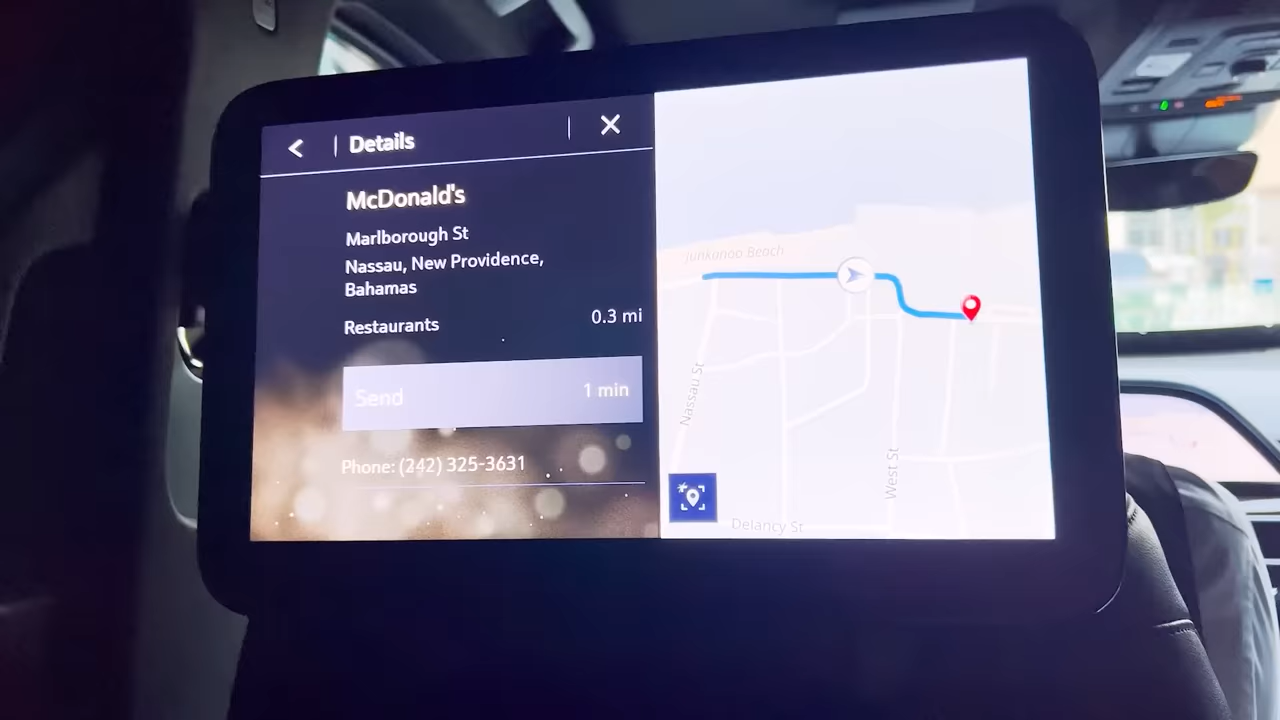 Details
McDonald's
Marlborough St
Nassau, New Providence,
Bahamas
Restaurants 0.3 mi
Send 1 min
Phone: (242) 325-3631
Junkanoo Beach
Nassau St
West St
Delancy St